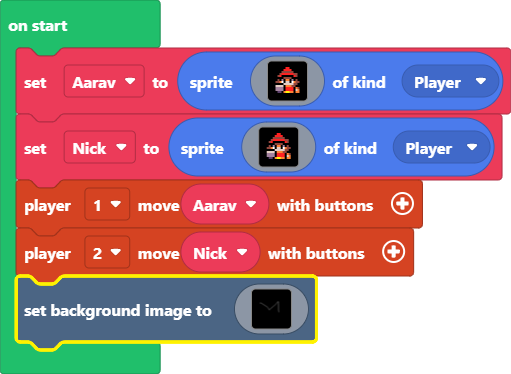 on start
set Aarav to sprite of kind Player
set Nick to sprite of kind Player
player 1 move Aarav with buttons
player 2 move Nick with buttons
set background image to